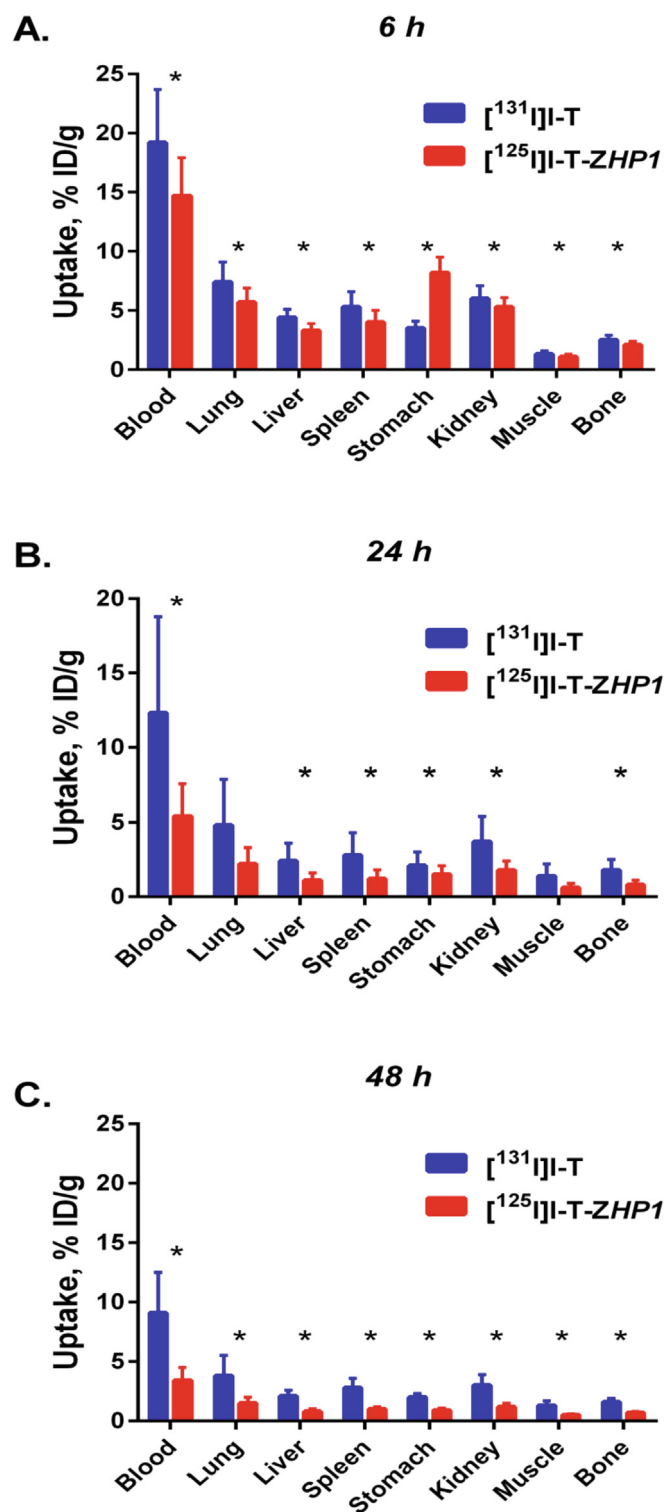 A.
6 h
Uptake, % ID/g
25
20
15
10
5
0
*
* * * * * * *
[¹³¹I]I-T
[¹²⁵I]I-T-ZHP1
Blood Lung Liver Spleen Stomach Kidney Muscle Bone
B.
24 h
Uptake, % ID/g
20
15
10
5
0
*
* * * * *
[¹³¹I]I-T
[¹²⁵I]I-T-ZHP1
Blood Lung Liver Spleen Stomach Kidney Muscle Bone
C.
48 h
Uptake, % ID/g
25
20
15
10
5
0
*
* * * * * * *
[¹³¹I]I-T
[¹²⁵I]I-T-ZHP1
Blood Lung Liver Spleen Stomach Kidney Muscle Bone